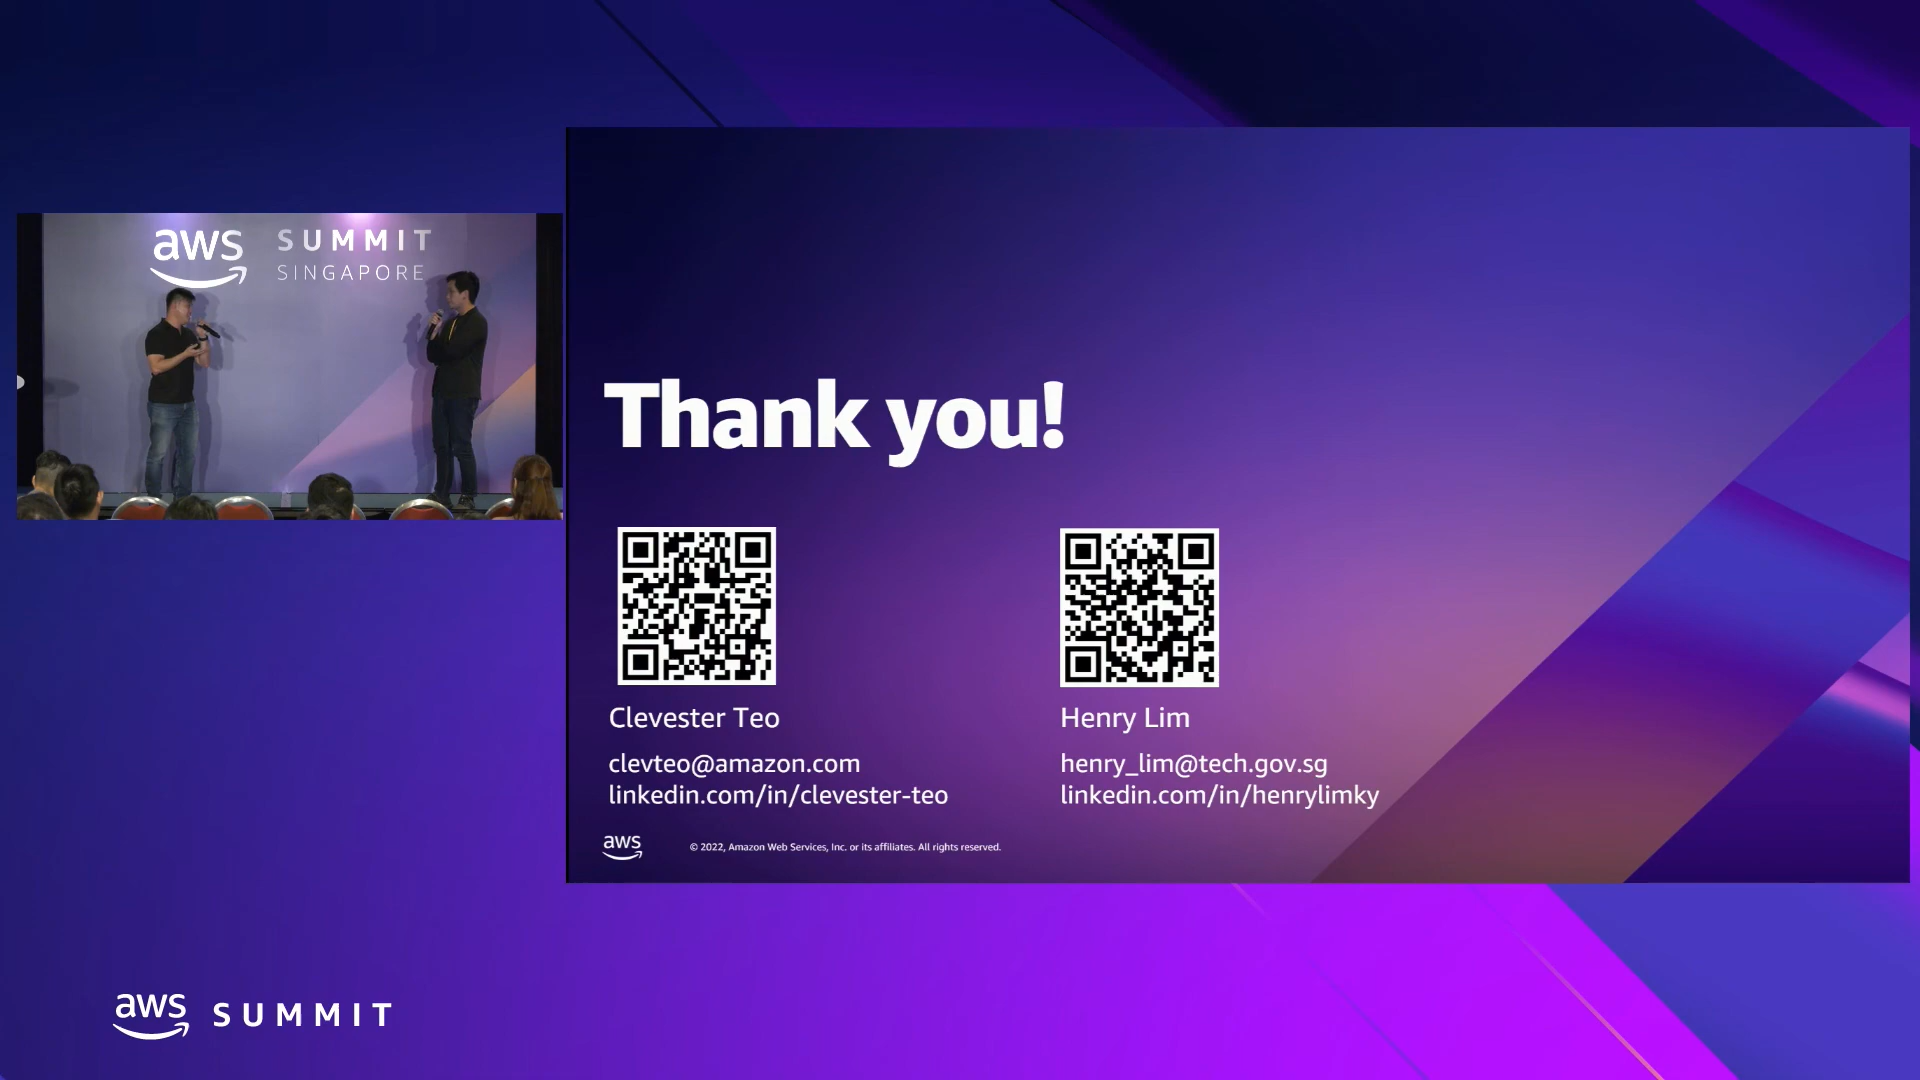 aws SUMMIT
SINGAPORE
Thank you!
Clevester Teo
clevteo@amazon.com
linkedin.com/in/clevester-teo
Henry Lim
henry_lim@tech.gov.sg
linkedin.com/in/henrylimky
aws
© 2022, Amazon Web Services, Inc. or its affiliates. All rights reserved.
aws SUMMIT